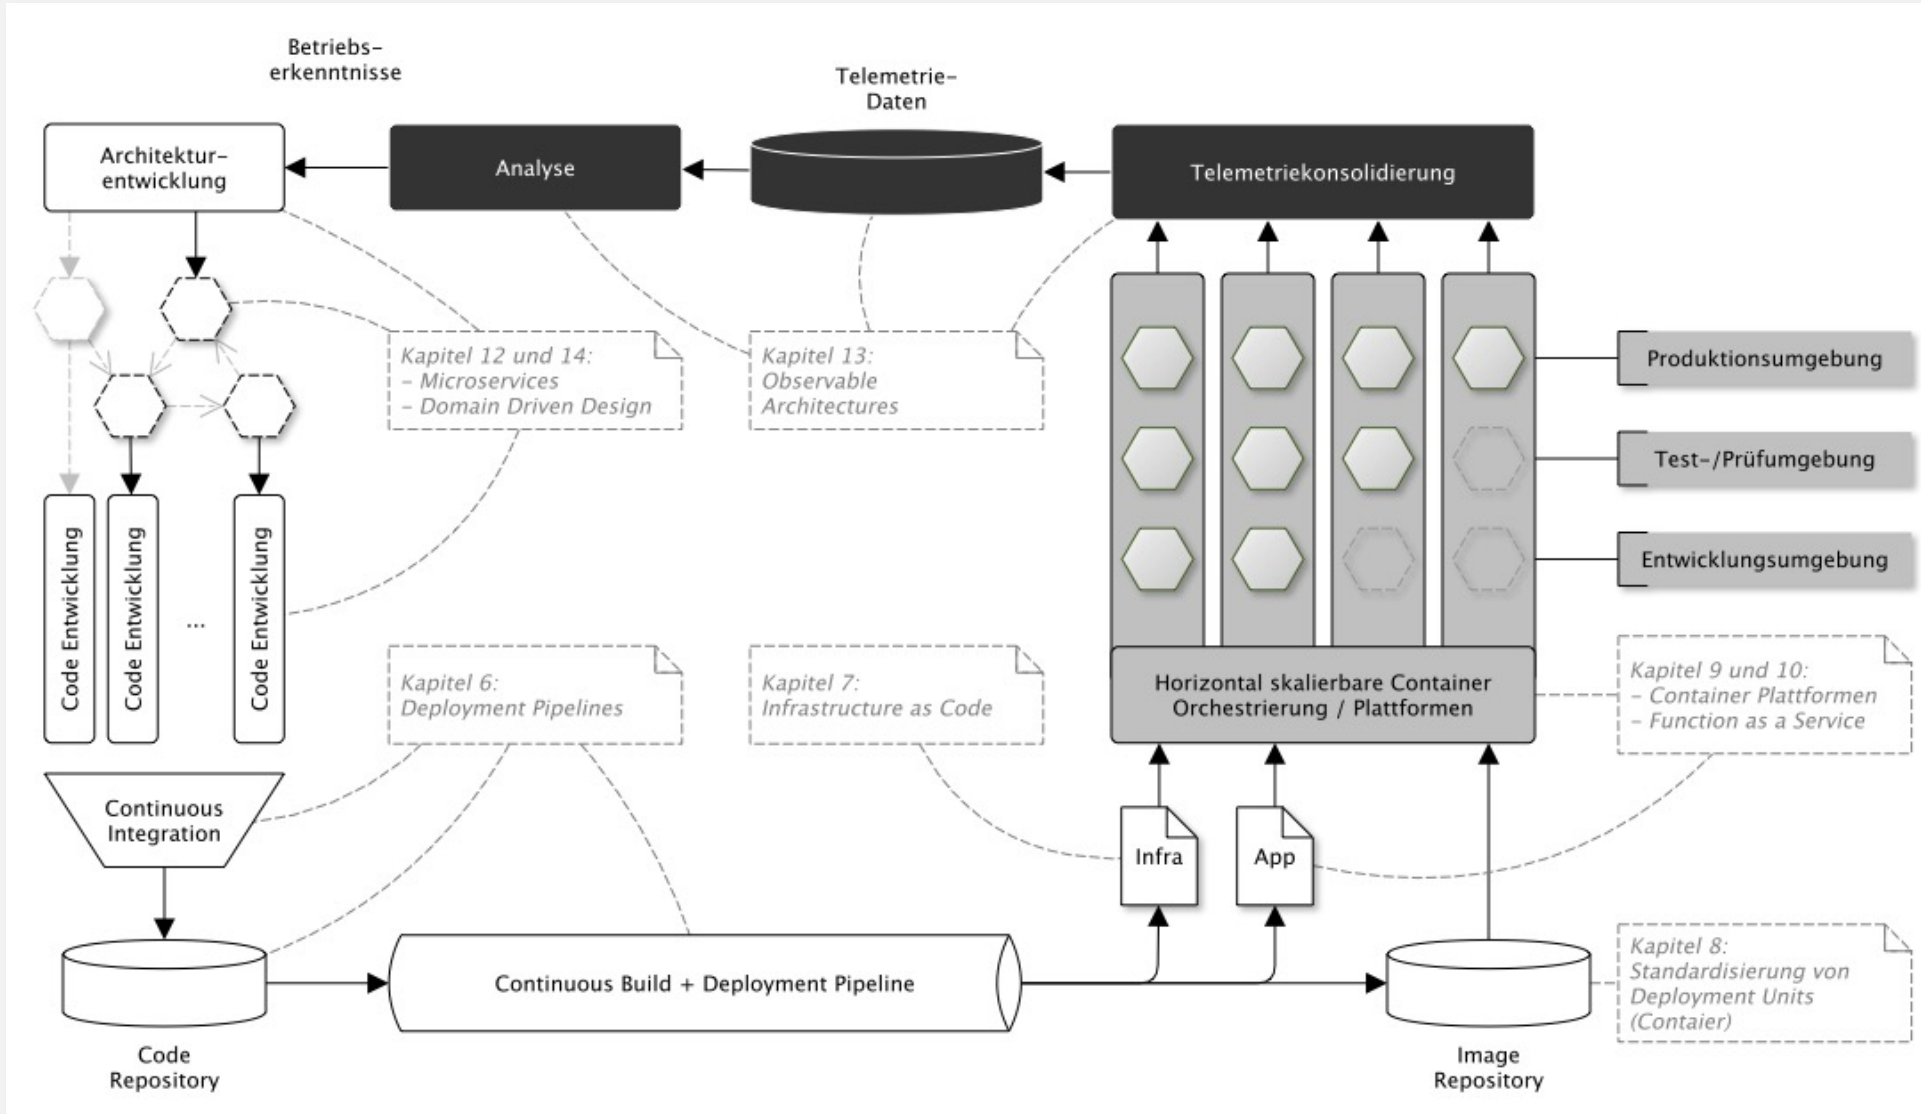 Betriebs-
erkenntnisse
Telemetrie-
Daten
Architektur-
entwicklung
Analyse
Telemetriekonsolidierung
Kapitel 12 und 14:
- Microservices
- Domain Driven Design
Kapitel 13:
Observable
Architectures
Produktionsumgebung
Test-/Prüfumgebung
Entwicklungsumgebung
Code Entwicklung
Code Entwicklung
...
Code Entwicklung
Kapitel 6:
Deployment Pipelines
Kapitel 7:
Infrastructure as Code
Horizontal skalierbare Container
Orchestrierung / Plattformen
Kapitel 9 und 10:
- Container Plattformen
- Function as a Service
Continuous
Integration
Infra
App
Continuous Build + Deployment Pipeline
Kapitel 8:
Standardisierung von
Deployment Units
(Contaier)
Code
Repository
Image
Repository